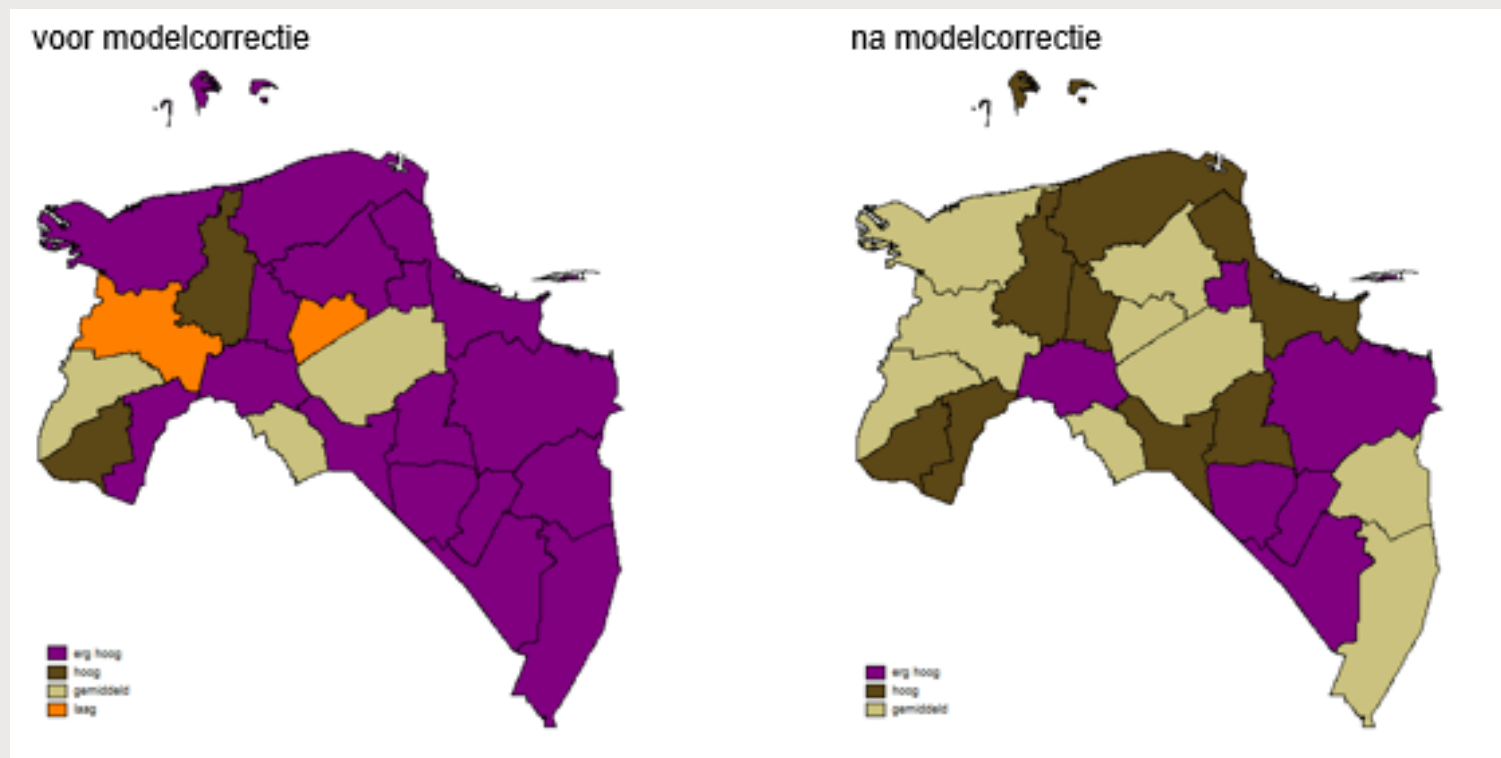 voor modelcorrectie
na modelcorrectie
erg hoog
hoog
gemiddeld
laag
erg hoog
hoog
gemiddeld